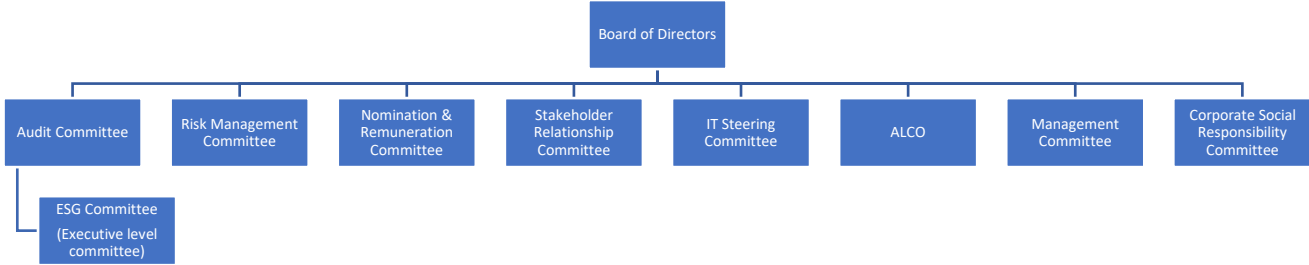 Board of Directors
Audit Committee
Risk Management
Committee
Nomination &
Remuneration
Committee
Stakeholder
Relationship
Committee
IT Steering
Committee
ALCO
Management
Committee
Corporate Social
Responsibility
Committee
ESG Committee
(Executive level
committee)